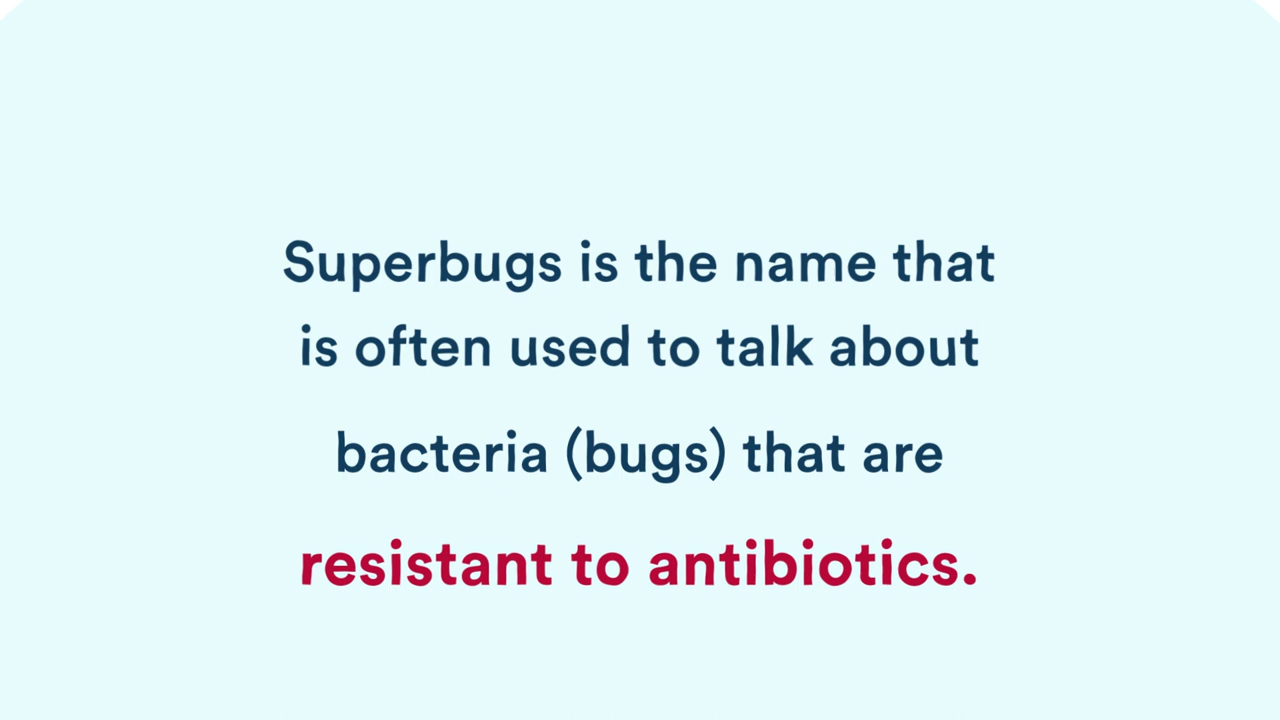 Superbugs is the name that
is often used to talk about
bacteria (bugs) that are
resistant to antibiotics.